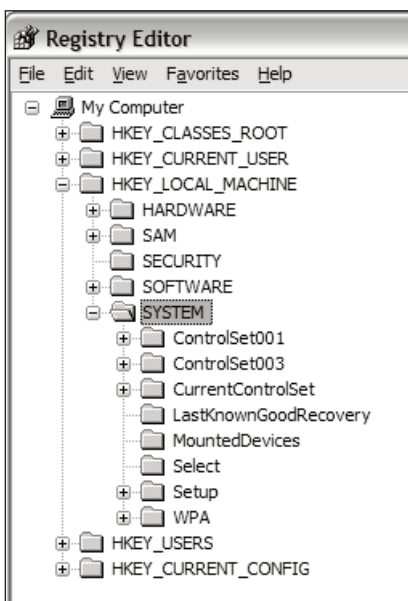 Registry Editor
File Edit View Favorites Help
My Computer
HKEY_CLASSES_ROOT
HKEY_CURRENT_USER
HKEY_LOCAL_MACHINE
HARDWARE
SAM
SECURITY
SOFTWARE
SYSTEM
ControlSet001
ControlSet003
CurrentControlSet
LastKnownGoodRecovery
MountedDevices
Select
Setup
WPA
HKEY_USERS
HKEY_CURRENT_CONFIG